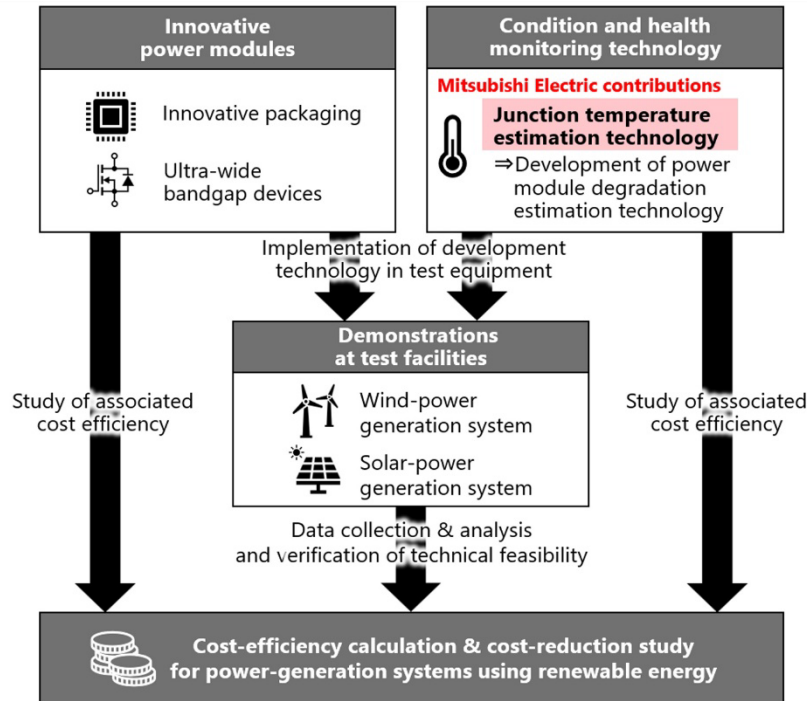 Innovative
power modules
Innovative packaging
Ultra-wide
bandgap devices
Condition and health
monitoring technology
Mitsubishi Electric contributions
Junction temperature
estimation technology
⇒Development of power
module degradation
estimation technology
Implementation of development
technology in test equipment
Demonstrations
at test facilities
Wind-power
generation system
Solar-power
generation system
Study of associated
cost efficiency
Study of associated
cost efficiency
Data collection & analysis
and verification of technical feasibility
Cost-efficiency calculation & cost-reduction study
for power-generation systems using renewable energy